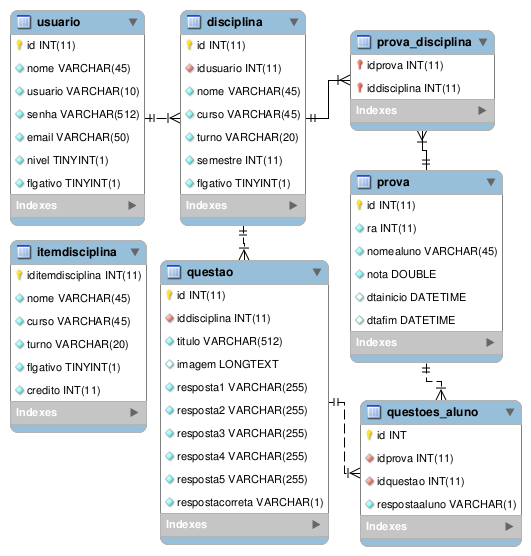 usuario
id INT(11)
nome VARCHAR(45)
usuario VARCHAR(10)
senha VARCHAR(512)
email VARCHAR(50)
nivel TINYINT(1)
flgativo TINYINT(1)
Indexes
disciplina
id INT(11)
idusuario INT(11)
nome VARCHAR(45)
curso VARCHAR(45)
turno VARCHAR(20)
semestre INT(11)
flgativo TINYINT(1)
Indexes
prova_disciplina
idprova INT(11)
iddisciplina INT(11)
Indexes
prova
id INT(11)
ra INT(11)
nomealuno VARCHAR(45)
nota DOUBLE
dtainicio DATETIME
dtafim DATETIME
Indexes
itemdisciplina
iditemdisciplina INT(11)
nome VARCHAR(45)
curso VARCHAR(45)
turno VARCHAR(20)
flgativo TINYINT(1)
credito INT(11)
Indexes
questao
id INT(11)
iddisciplina INT(11)
titulo VARCHAR(512)
imagem LONGTEXT
resposta1 VARCHAR(255)
resposta2 VARCHAR(255)
resposta3 VARCHAR(255)
resposta4 VARCHAR(255)
resposta5 VARCHAR(255)
respostacorreta VARCHAR(1)
Indexes
questoes_aluno
id INT
idprova INT(11)
idquestao INT(11)
respostaaluno VARCHAR(1)
Indexes